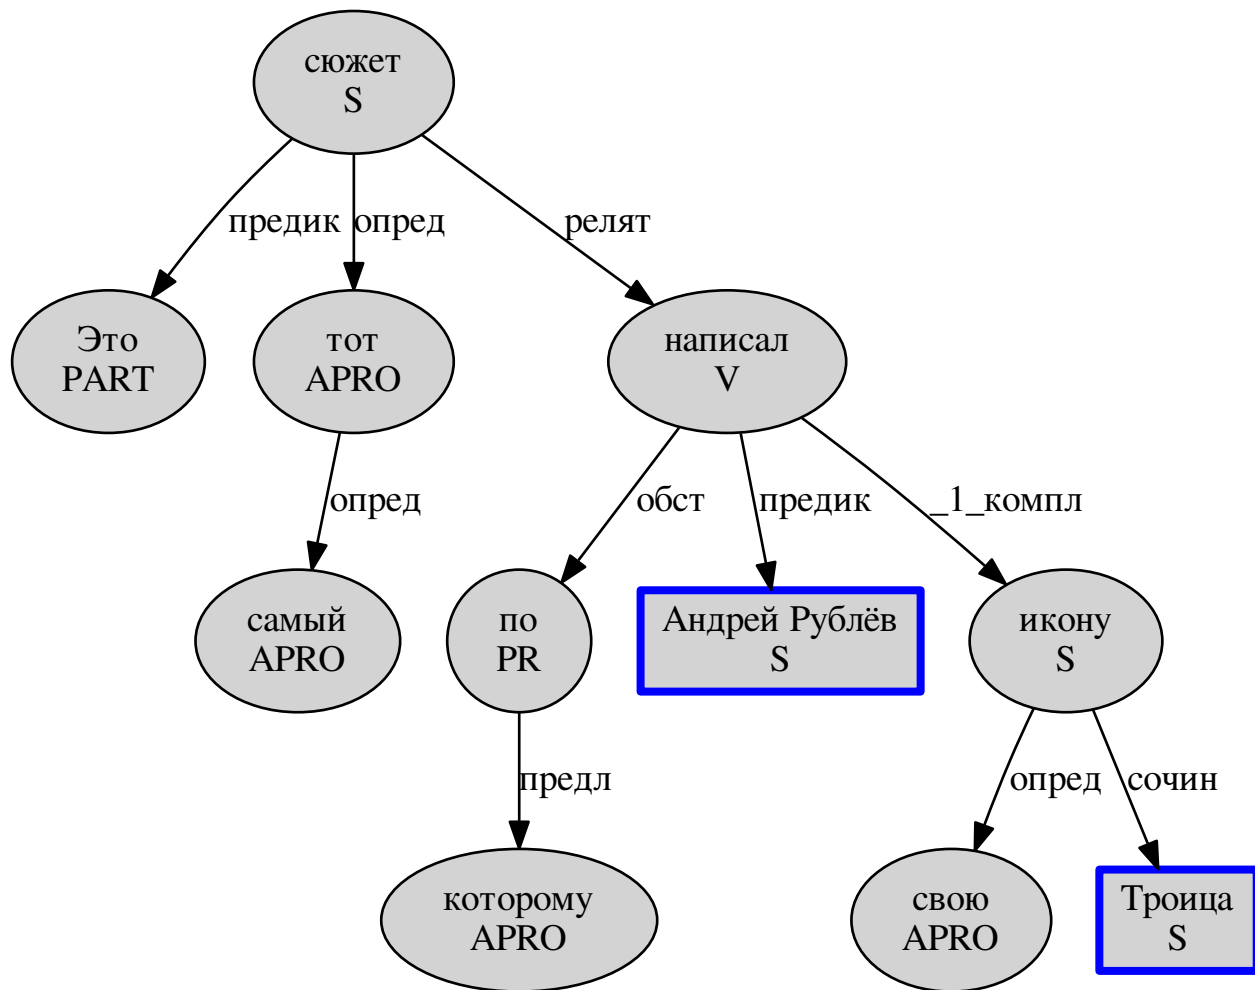 сюжет
S
предик
опред
релят
Это
PART
тот
APRO
написал
V
опред
обст
предик
_1_компл
самый
APRO
по
PR
Андрей Рублёв
S
икону
S
предл
опред
сочин
которому
APRO
свою
APRO
Троица
S